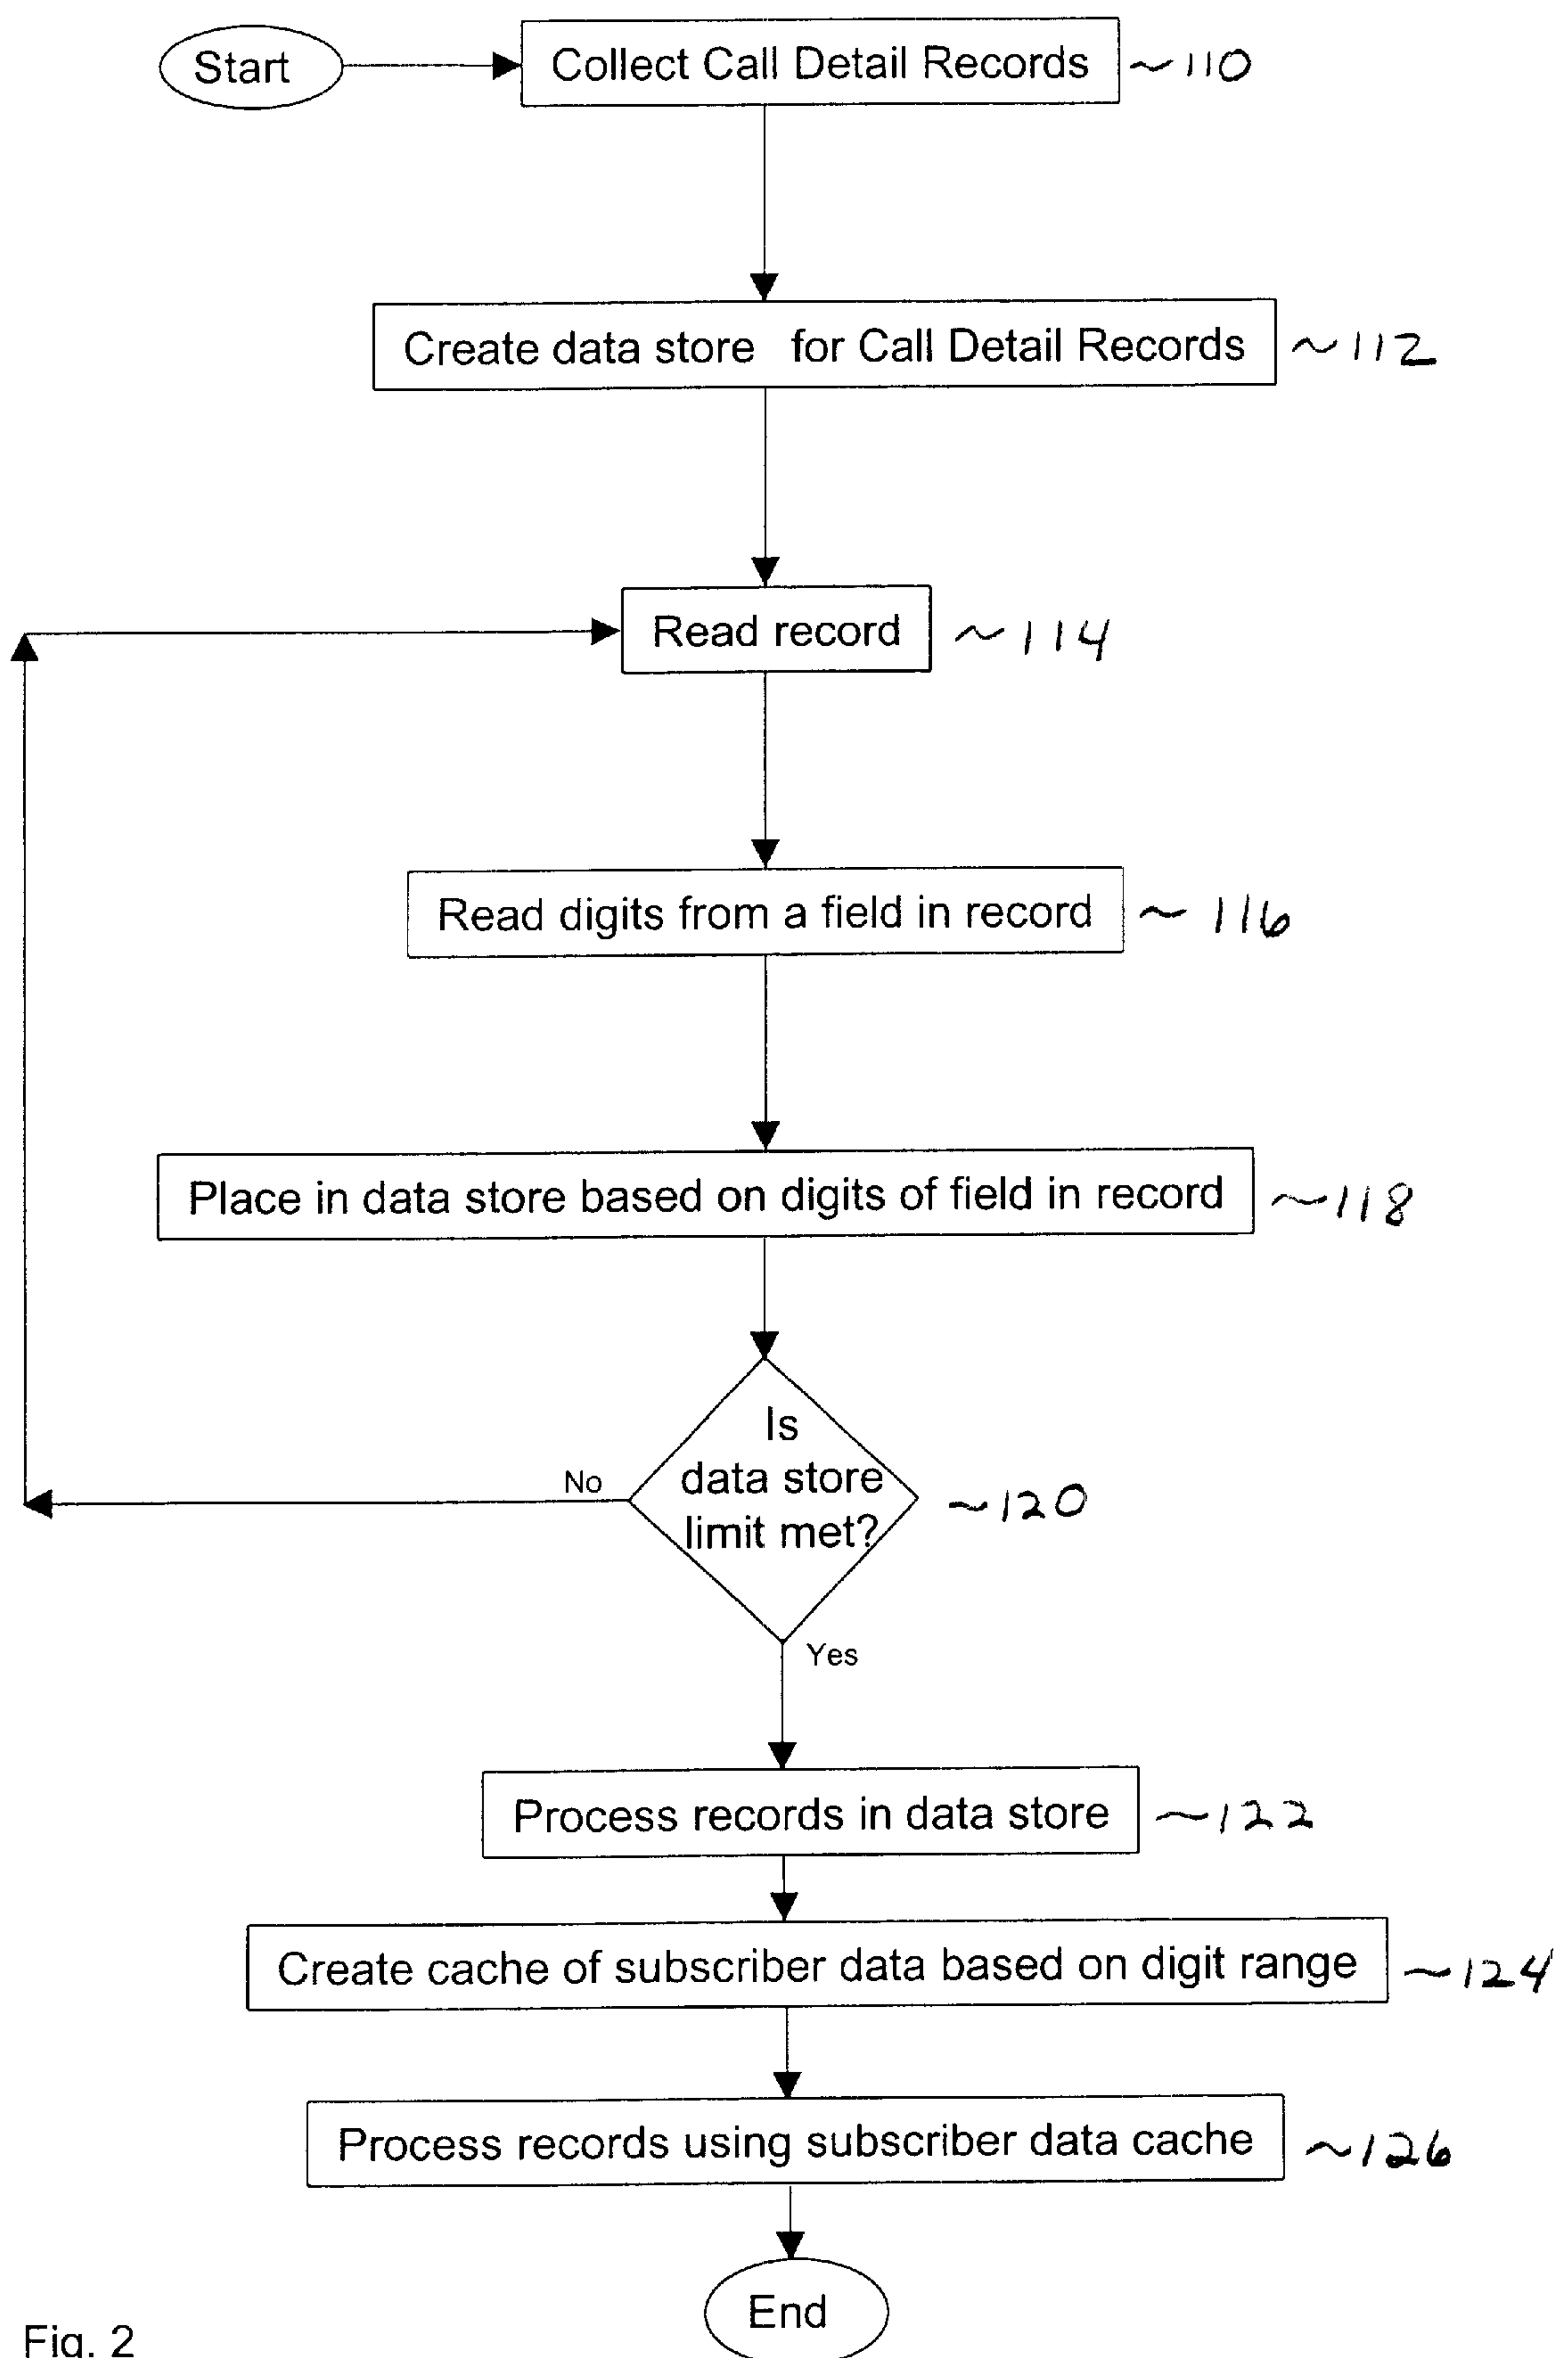 Start
Collect Call Detail Records ~110
Create data store for Call Detail Records ~112
Read record ~114
Read digits from a field in record ~116
Place in data store based on digits of field in record ~118
Is
data store
limit met?
~120
No
Yes
Process records in data store ~122
Create cache of subscriber data based on digit range ~124
Process records using subscriber data cache ~126
End
Fig. 2